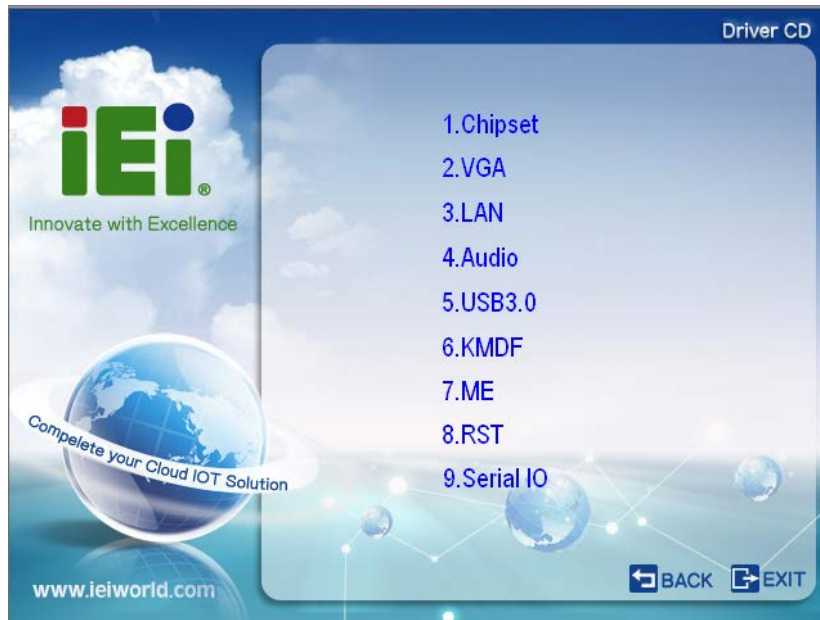 Driver CD
iEi®
Innovate with Excellence
1.Chipset
2.VGA
3.LAN
4.Audio
5.USB3.0
6.KMDF
7.ME
8.RST
9.Serial IO
Compelete your Cloud IOT Solution
www.ieiworld.com
BACK
EXIT